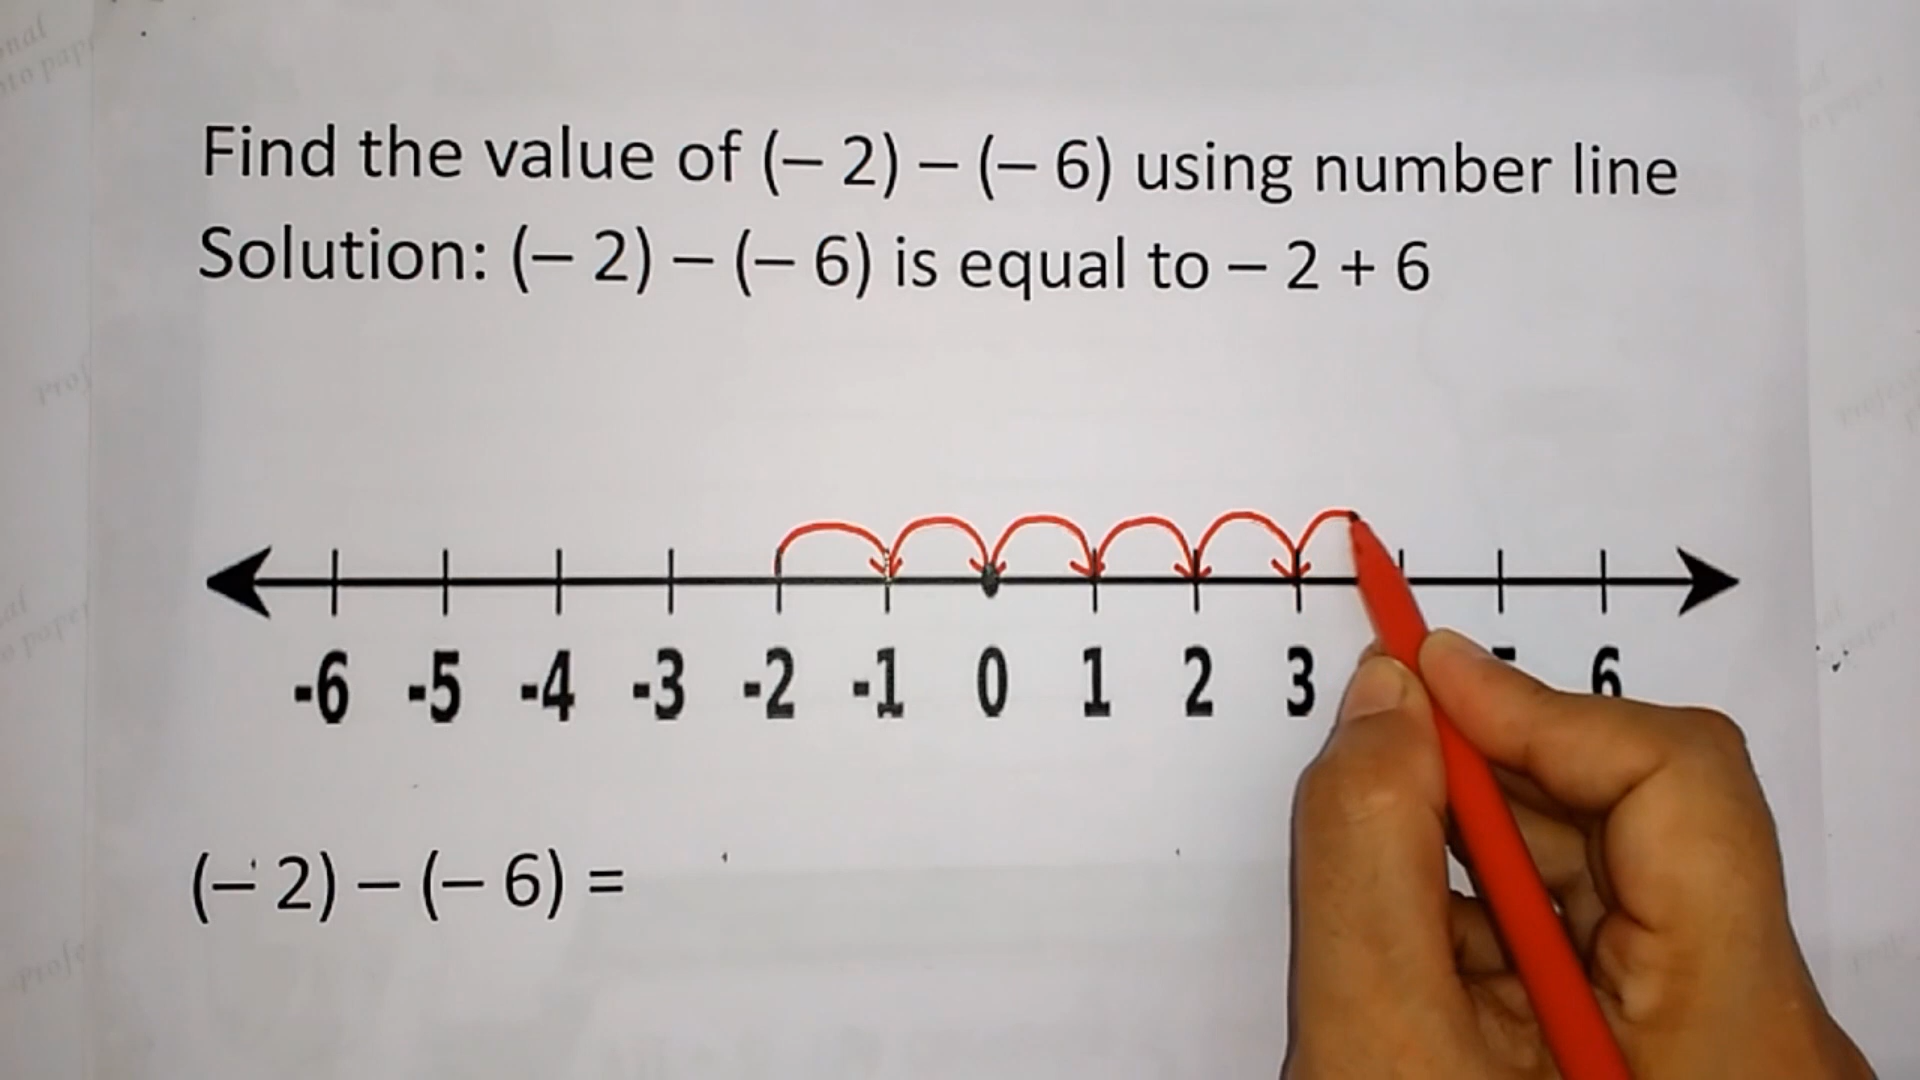 Find the value of (– 2) – (– 6) using number line
Solution: (– 2) – (– 6) is equal to – 2 + 6
-6 -5 -4 -3 -2 -1 0 1 2 3 6
(– 2) – (– 6) =